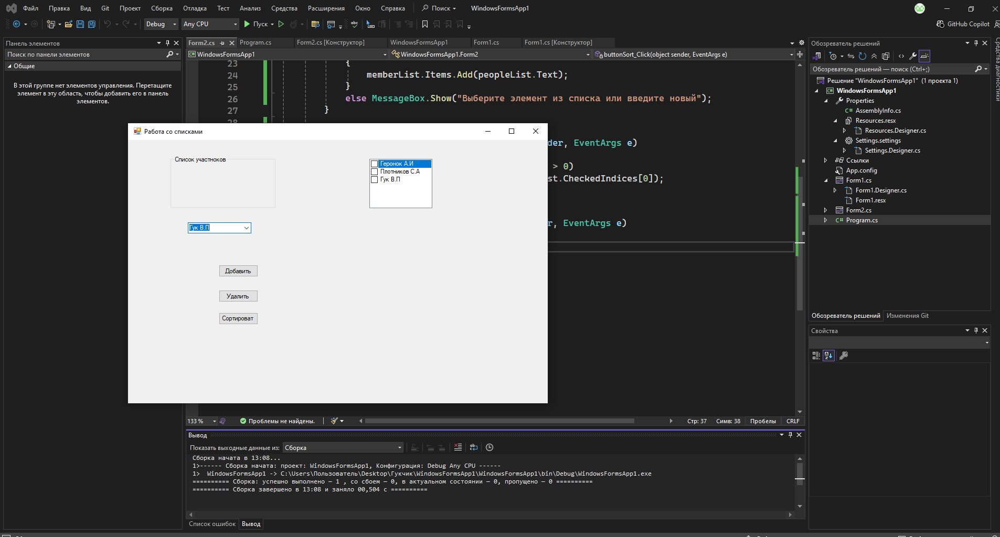 Файл Правка Вид Git Проект Сборка Отладка Тест Анализ Средства Расширения Окно Справка Поиск WindowsFormsApp1
Debug Any CPU Пуск GitHub Copilot
Панель элементов
Поиск по панели элементов
Общие
В этой группе нет элементов управления. Перетащите
элемент в эту область, чтобы добавить его в панель
элементов.
Form2.cs Program.cs Form2.cs [Конструктор] WindowsFormsApp1 Form1.cs Form1.cs [Конструктор]
WindowsFormsApp1 WindowsFormsApp1.Form2 buttonSort_Click(object sender, EventArgs e)
23 {
24 memberList.Items.Add(peopleList.Text);
25 }
26 else MessageBox.Show("Выберите элемент из списка или введите новый");
27 }
28
der, EventArgs e)
> 0)
st.CheckedIndices[0]);
r, EventArgs e)
Работа со списками
Список участноков
Геронок А.И
Плотников С.А
Гук В.П
Гук В.П
Добавить
Удалить
Сортироват
133 % Проблемы не найдены. Стр: 37 Симв: 38 Пробелы CRLF
Вывод
Показать выходные данные из: Сборка
Сборка начата в 13:08...
1>------ Сборка начата: проект: WindowsFormsApp1, Конфигурация: Debug Any CPU ------
1> WindowsFormsApp1 -> C:\Users\Пользователь\Desktop\Гукчик\WindowsFormsApp1\WindowsFormsApp1\bin\Debug\WindowsFormsApp1.exe
========== Сборка: успешно выполнено — 1 , со сбоем — 0, в актуальном состоянии — 0, пропущено — 0 ==========
========== Сборка завершено в 13:08 и заняло 00,504 с ==========
Список ошибок Вывод
Обозреватель решений
Обозреватель решений — поиск (Ctrl+;)
Решение "WindowsFormsApp1" (1 проекта 1)
WindowsFormsApp1
Properties
C# AssemblyInfo.cs
Resources.resx
Resources.Designer.cs
Settings.settings
Settings.Designer.cs
Ссылки
App.config
Form1.cs
Form1.Designer.cs
Form1.resx
Form2.cs
C# Program.cs
Обозреватель решений Изменения Git
Свойства
Средства диагностики